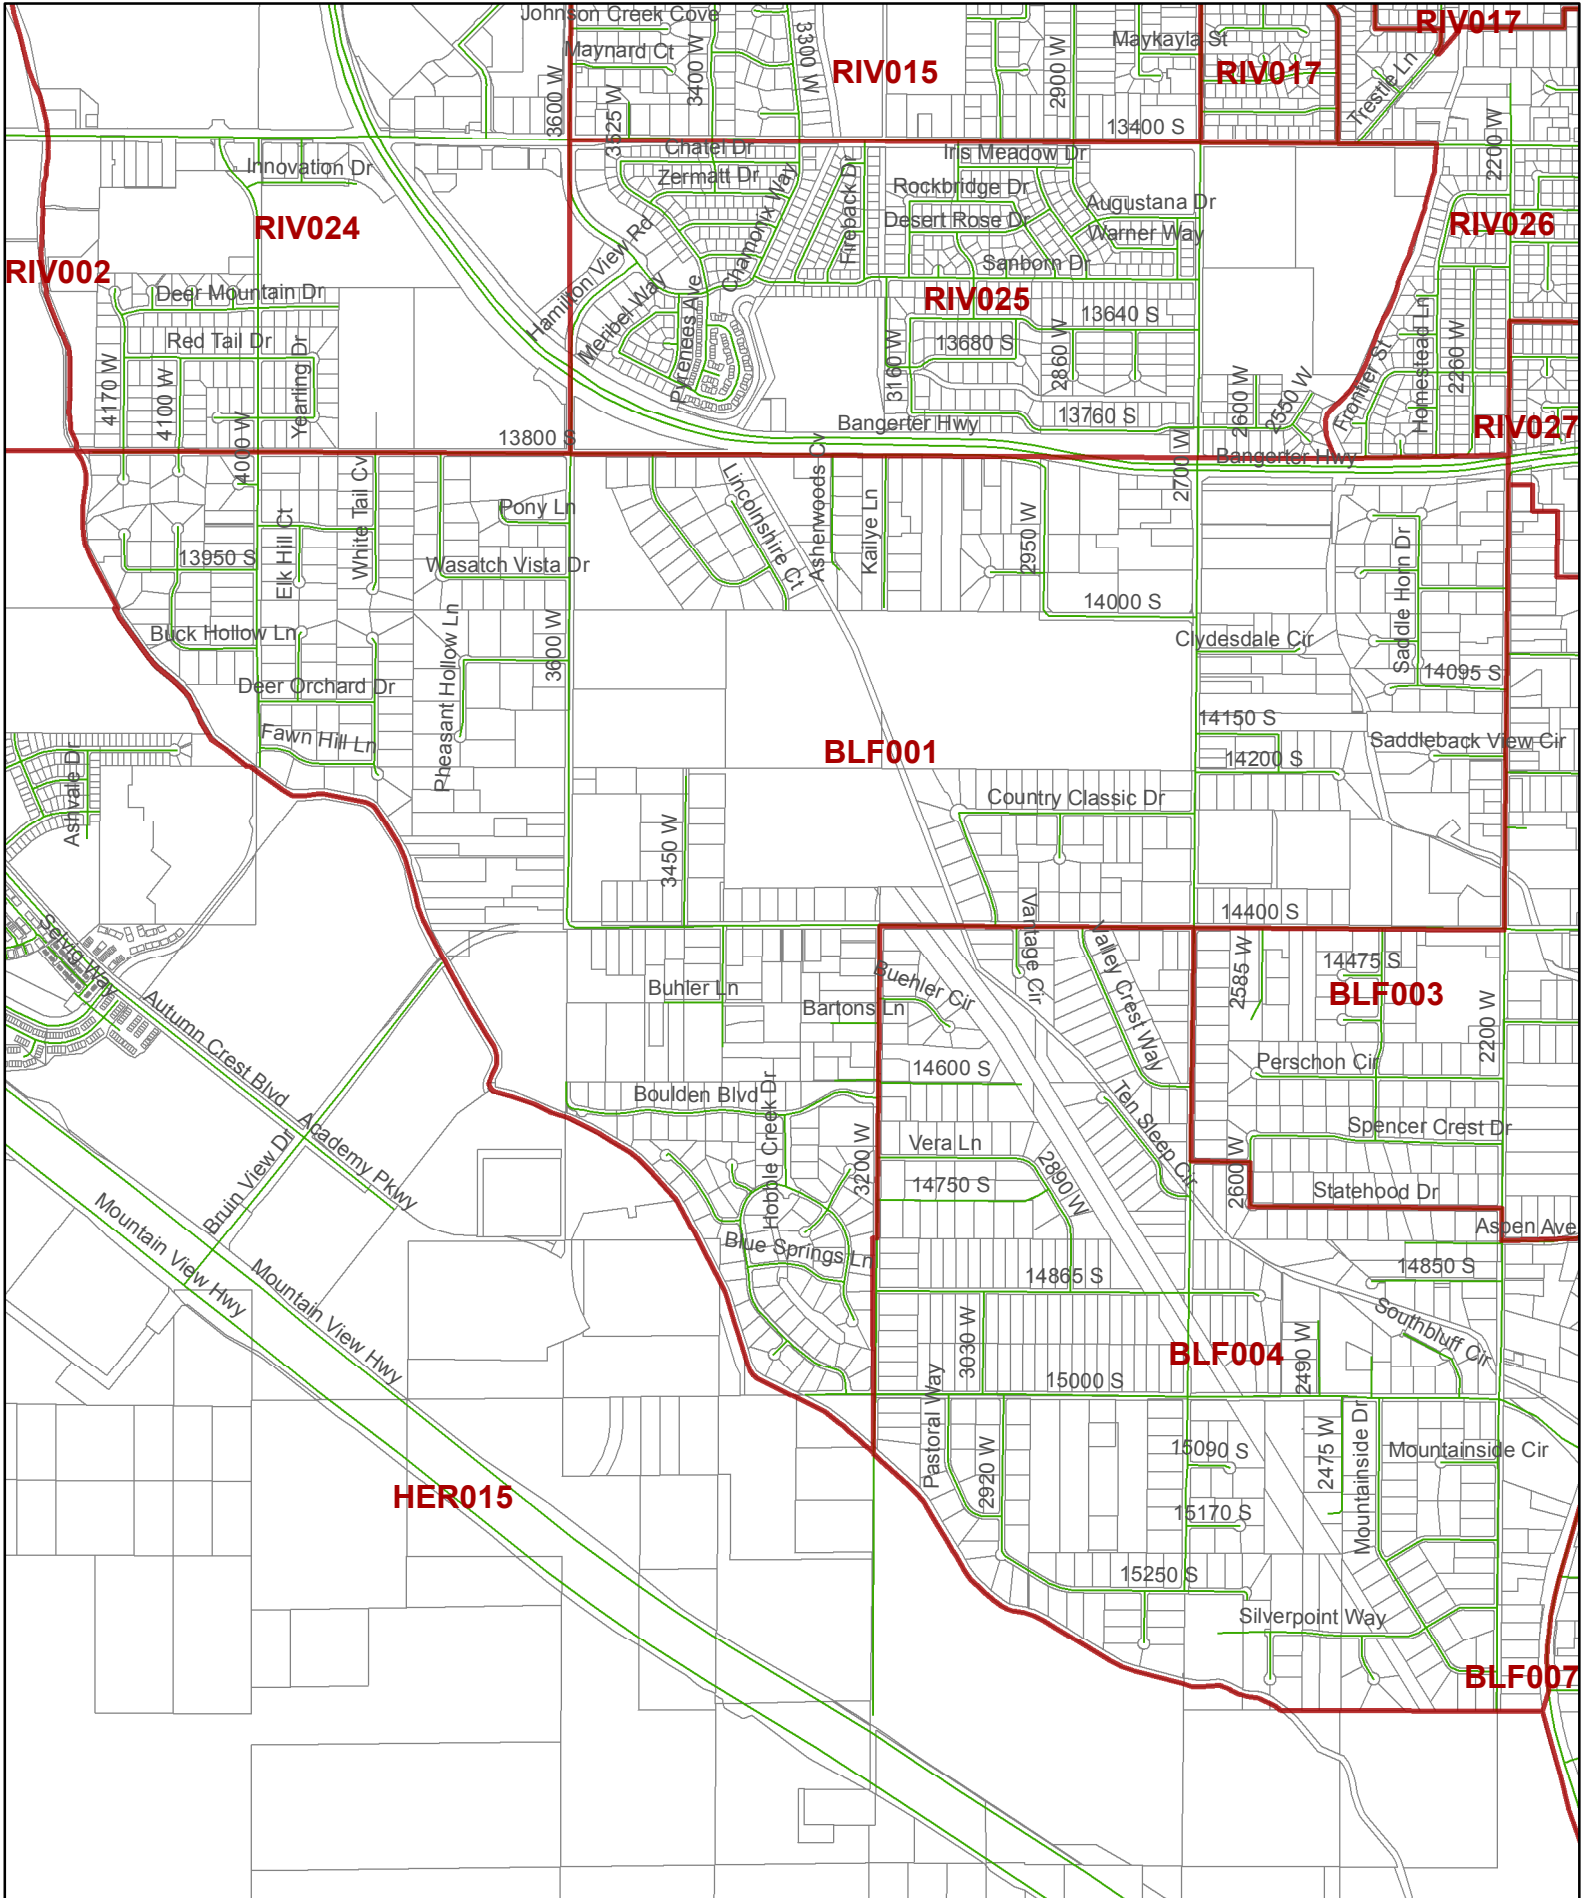 Johnson Creek Cove
RIV017
Maynard Ct
3400 W
3300 W
2900 W
Maykayla St
RIV015
RIV017
3600 W
3525 W
Trestle Ln
13400 S
2200 W
Chatel Dr
Iris Meadow Dr
Innovation Dr
Zermatt Dr
Rockbridge Dr
Fireback Dr
Chamonix Way
Augustana Dr
Desert Rose Dr
RIV024
Warner Way
RIV026
Hamilton View Rd
Sanborn Dr
RIV002
Deer Mountain Dr
Meribel Way
Pyrenees Ave
RIV025
13640 S
Red Tail Dr
13680 S
Yearling Dr
4170 W
4100 W
3160 W
2860 W
Homestead Ln
2260 W
Frontier St
2600 W
2550 W
4000 W
13760 S
Bangerter Hwy
RIV027
13800 S
2700 W
Bangerter Hwy
White Tail Cv
Lincolnshire Ct
Asherwoods Cv
Kailye Ln
2950 W
Pony Ln
Elk Hill Ct
13950 S
Wasatch Vista Dr
Saddle Horn Dr
14000 S
Buck Hollow Ln
3600 W
Clydesdale Cir
Pheasant Hollow Ln
14095 S
Deer Orchard Dr
14150 S
Fawn Hill Ln
BLF001
Saddleback View Cir
14200 S
Ashvale Dr
Country Classic Dr
3450 W
14400 S
Selvig Way
Vantage Cir
Valley Crest Way
2585 W
14475 S
Buhler Ln
Buehler Cir
BLF003
Bartons Ln
2200 W
Autumn Crest Blvd
14600 S
Perschon Cir
Boulden Blvd
Hobble Creek Dr
Ten Sleep Cir
Academy Pkwy
Spencer Crest Dr
Vera Ln
3200 W
2890 W
Bruin View Dr
14750 S
2600 W
Statehood Dr
Aspen Ave
Mountain View Hwy
Blue Springs Ln
14865 S
14850 S
Mountain View Hwy
Southbluff Cir
3030 W
BLF004
2490 W
15000 S
Pastoral Way
Mountainside Dr
15090 S
2475 W
Mountainside Cir
2920 W
HER015
15170 S
15250 S
Silverpoint Way
BLF007